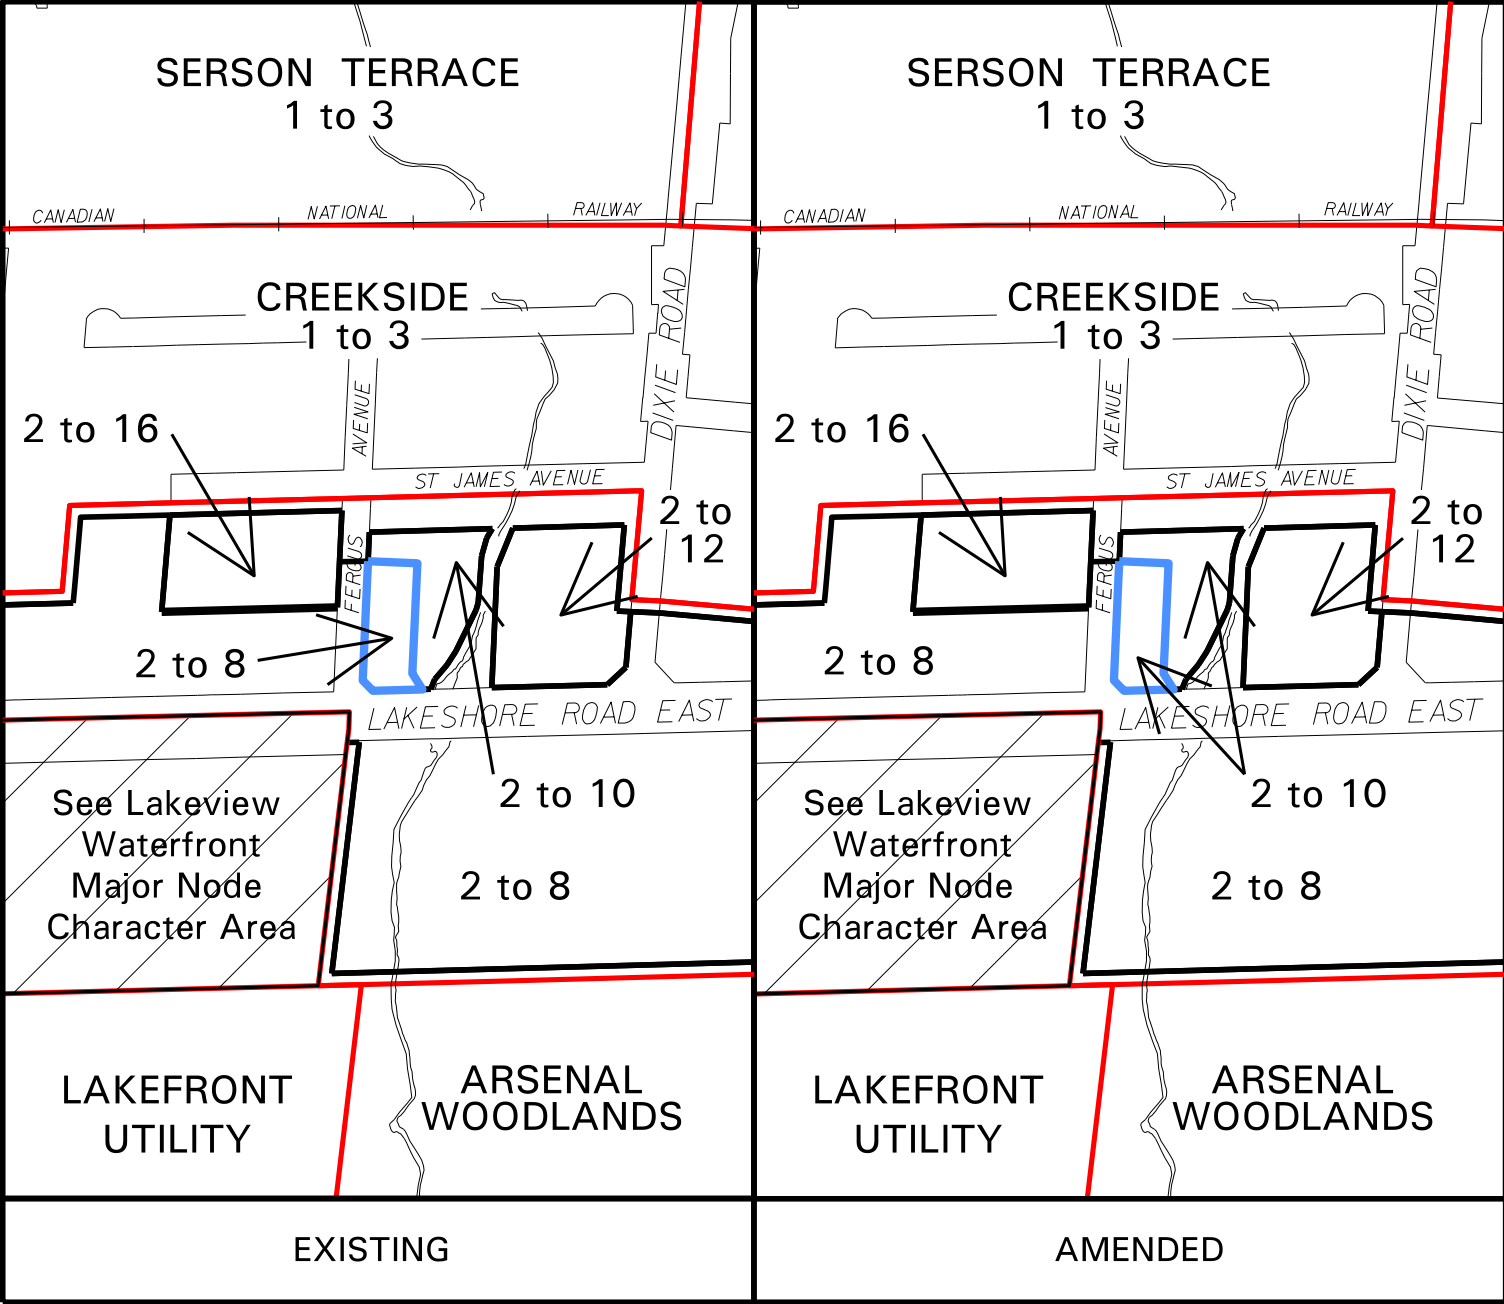 SERSON TERRACE
1 to 3
CANADIAN NATIONAL RAILWAY
CREEKSIDE
1 to 3
DIXIE ROAD
AVENUE
2 to 16
ST JAMES AVENUE
2 to
12
FERGUS
2 to 8
LAKESHORE ROAD EAST
2 to 10
See Lakeview
Waterfront
Major Node
Character Area
2 to 8
LAKEFRONT
UTILITY
ARSENAL
WOODLANDS
EXISTING
SERSON TERRACE
1 to 3
CANADIAN NATIONAL RAILWAY
CREEKSIDE
1 to 3
DIXIE ROAD
AVENUE
2 to 16
ST JAMES AVENUE
2 to
12
FERGUS
2 to 8
LAKESHORE ROAD EAST
2 to 10
See Lakeview
Waterfront
Major Node
Character Area
2 to 8
LAKEFRONT
UTILITY
ARSENAL
WOODLANDS
AMENDED